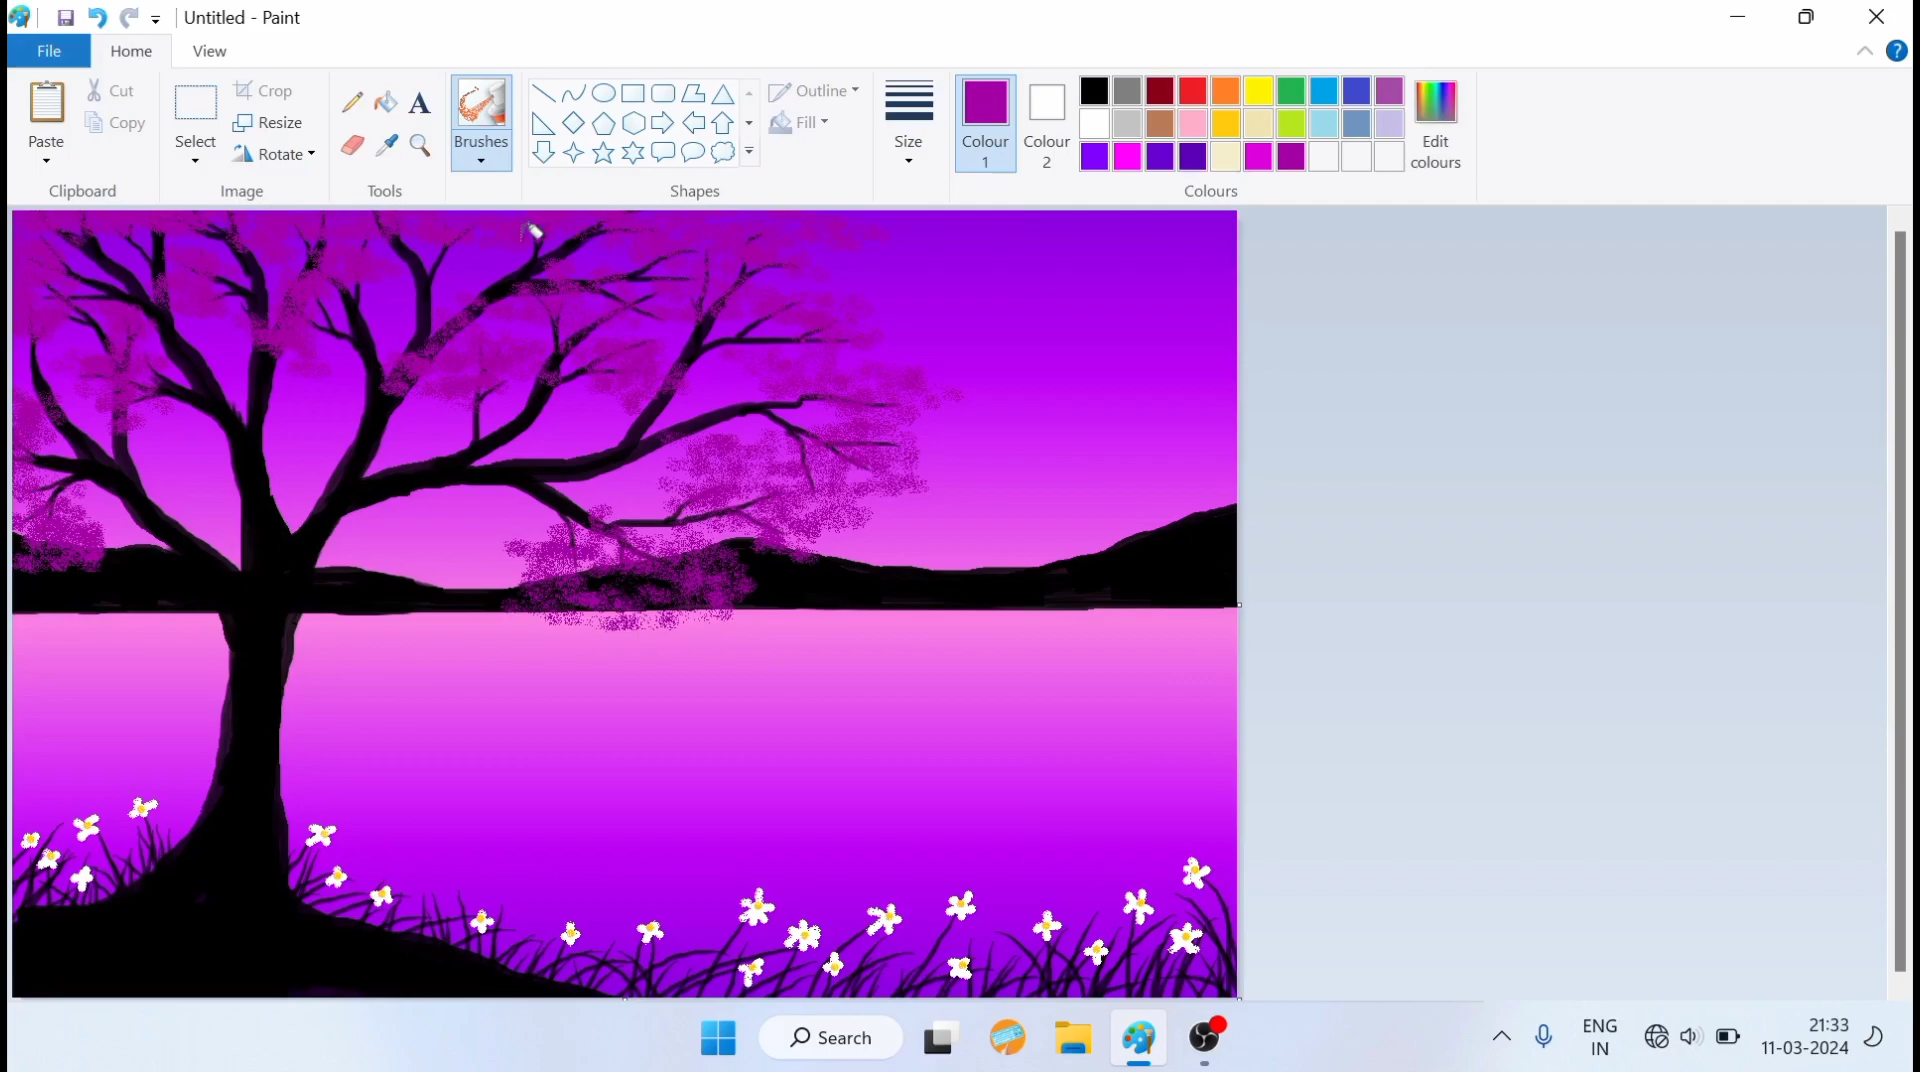 Untitled - Paint
File
Home
View
Paste
Cut
Copy
Clipboard
Select
Crop
Resize
Rotate
Image
A
Tools
Brushes
Shapes
Outline
Fill
Size
Colour
1
Colour
2
Edit
colours
Colours
?
Search
ENG
IN
21:33
11-03-2024